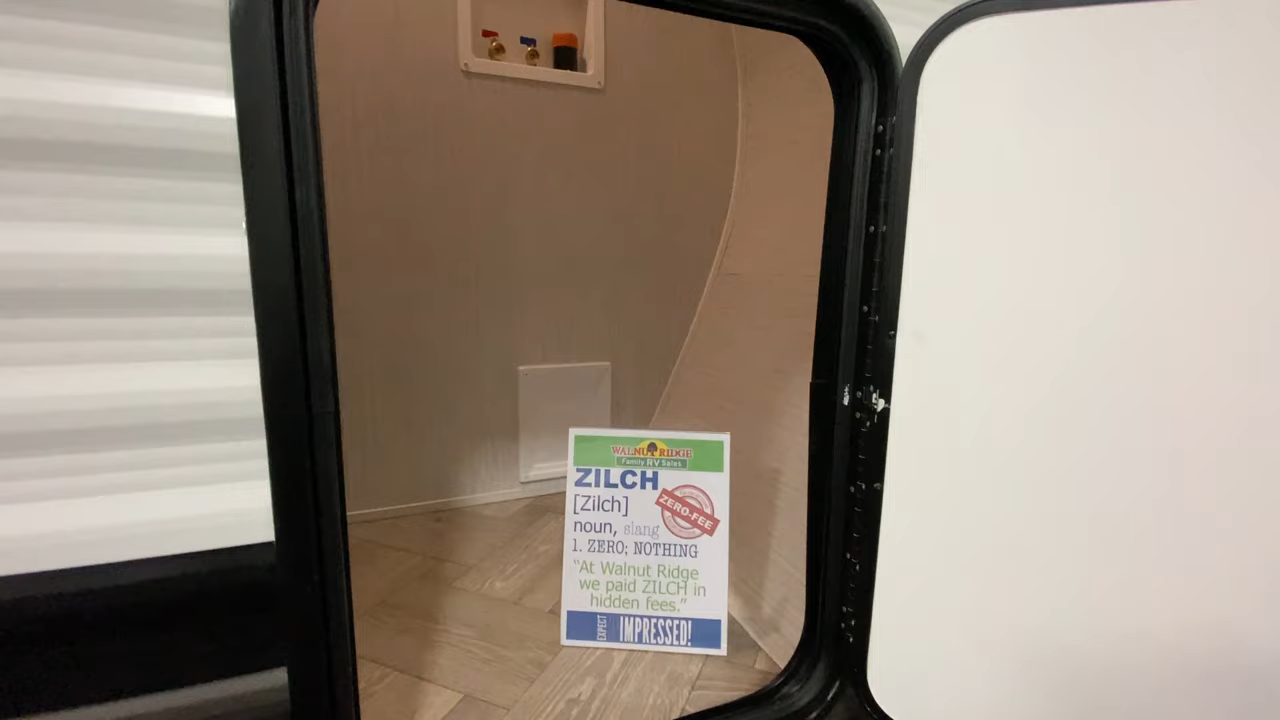 WALNUT RIDGE
Family RV Sales
ZILCH
[Zilch]
ZERO-FEE
noun, slang
1. ZERO; NOTHING
"At Walnut Ridge
we paid ZILCH in
hidden fees."
EXPECT IMPRESSED!